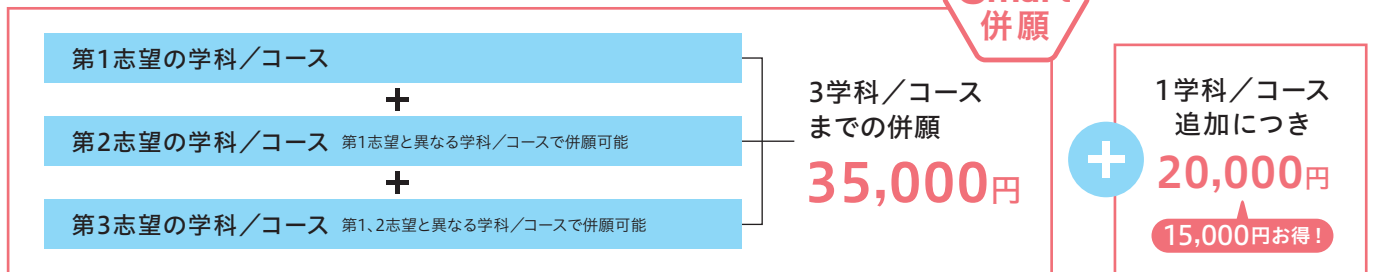 併願
第1志望の学科／コース
+
第2志望の学科／コース 第1志望と異なる学科／コースで併願可能
+
第3志望の学科／コース 第1、2志望と異なる学科／コースで併願可能
3学科／コース
までの併願
35,000円
+
1学科／コース
追加につき
20,000円
15,000円お得！